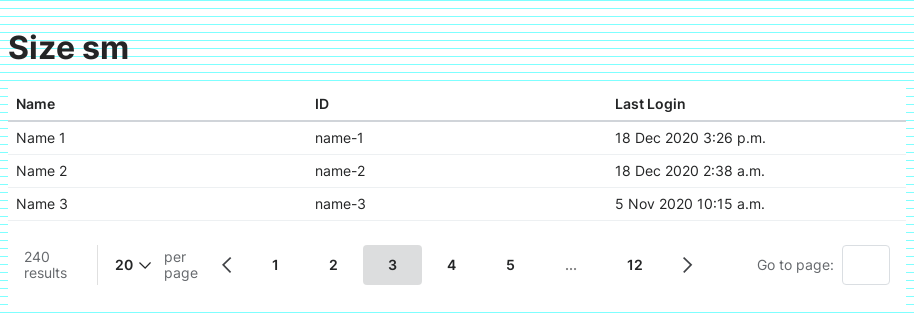 Size sm
Name ID Last Login
Name 1 name-1 18 Dec 2020 3:26 p.m.
Name 2 name-2 18 Dec 2020 2:38 a.m.
Name 3 name-3 5 Nov 2020 10:15 a.m.
240 results 20 per page 1 2 3 4 5 ... 12 Go to page: